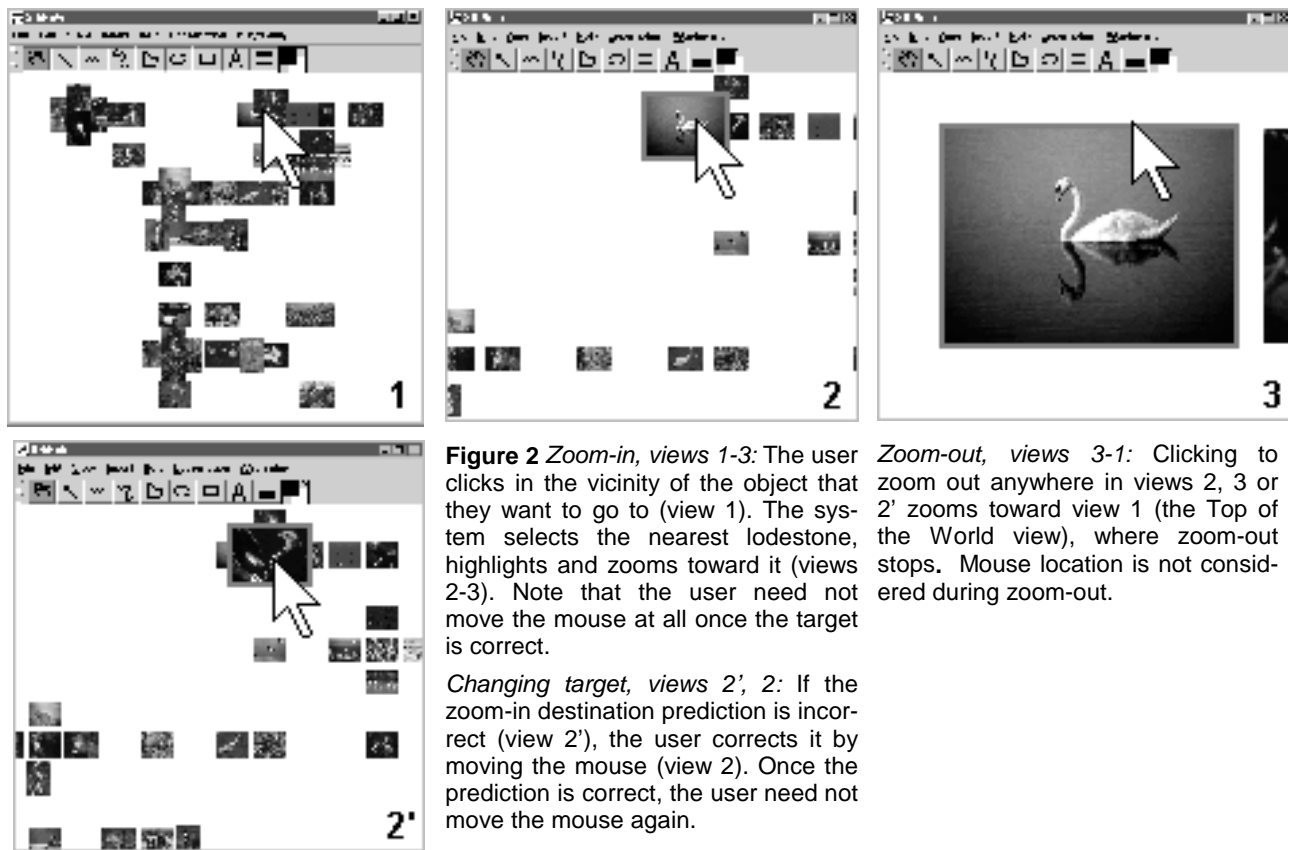 1
2
3
2'
Figure 2 Zoom-in, views 1-3: The user
clicks in the vicinity of the object that
they want to go to (view 1). The sys-
tem selects the nearest lodestone,
highlights and zooms toward it (views
2-3). Note that the user need not
move the mouse at all once the target
is correct.
Changing target, views 2', 2: If the
zoom-in destination prediction is incor-
rect (view 2'), the user corrects it by
moving the mouse (view 2). Once the
prediction is correct, the user need not
move the mouse again.
Zoom-out, views 3-1: Clicking to
zoom out anywhere in views 2, 3 or
2' zooms toward view 1 (the Top of
the World view), where zoom-out
stops. Mouse location is not consid-
ered during zoom-out.